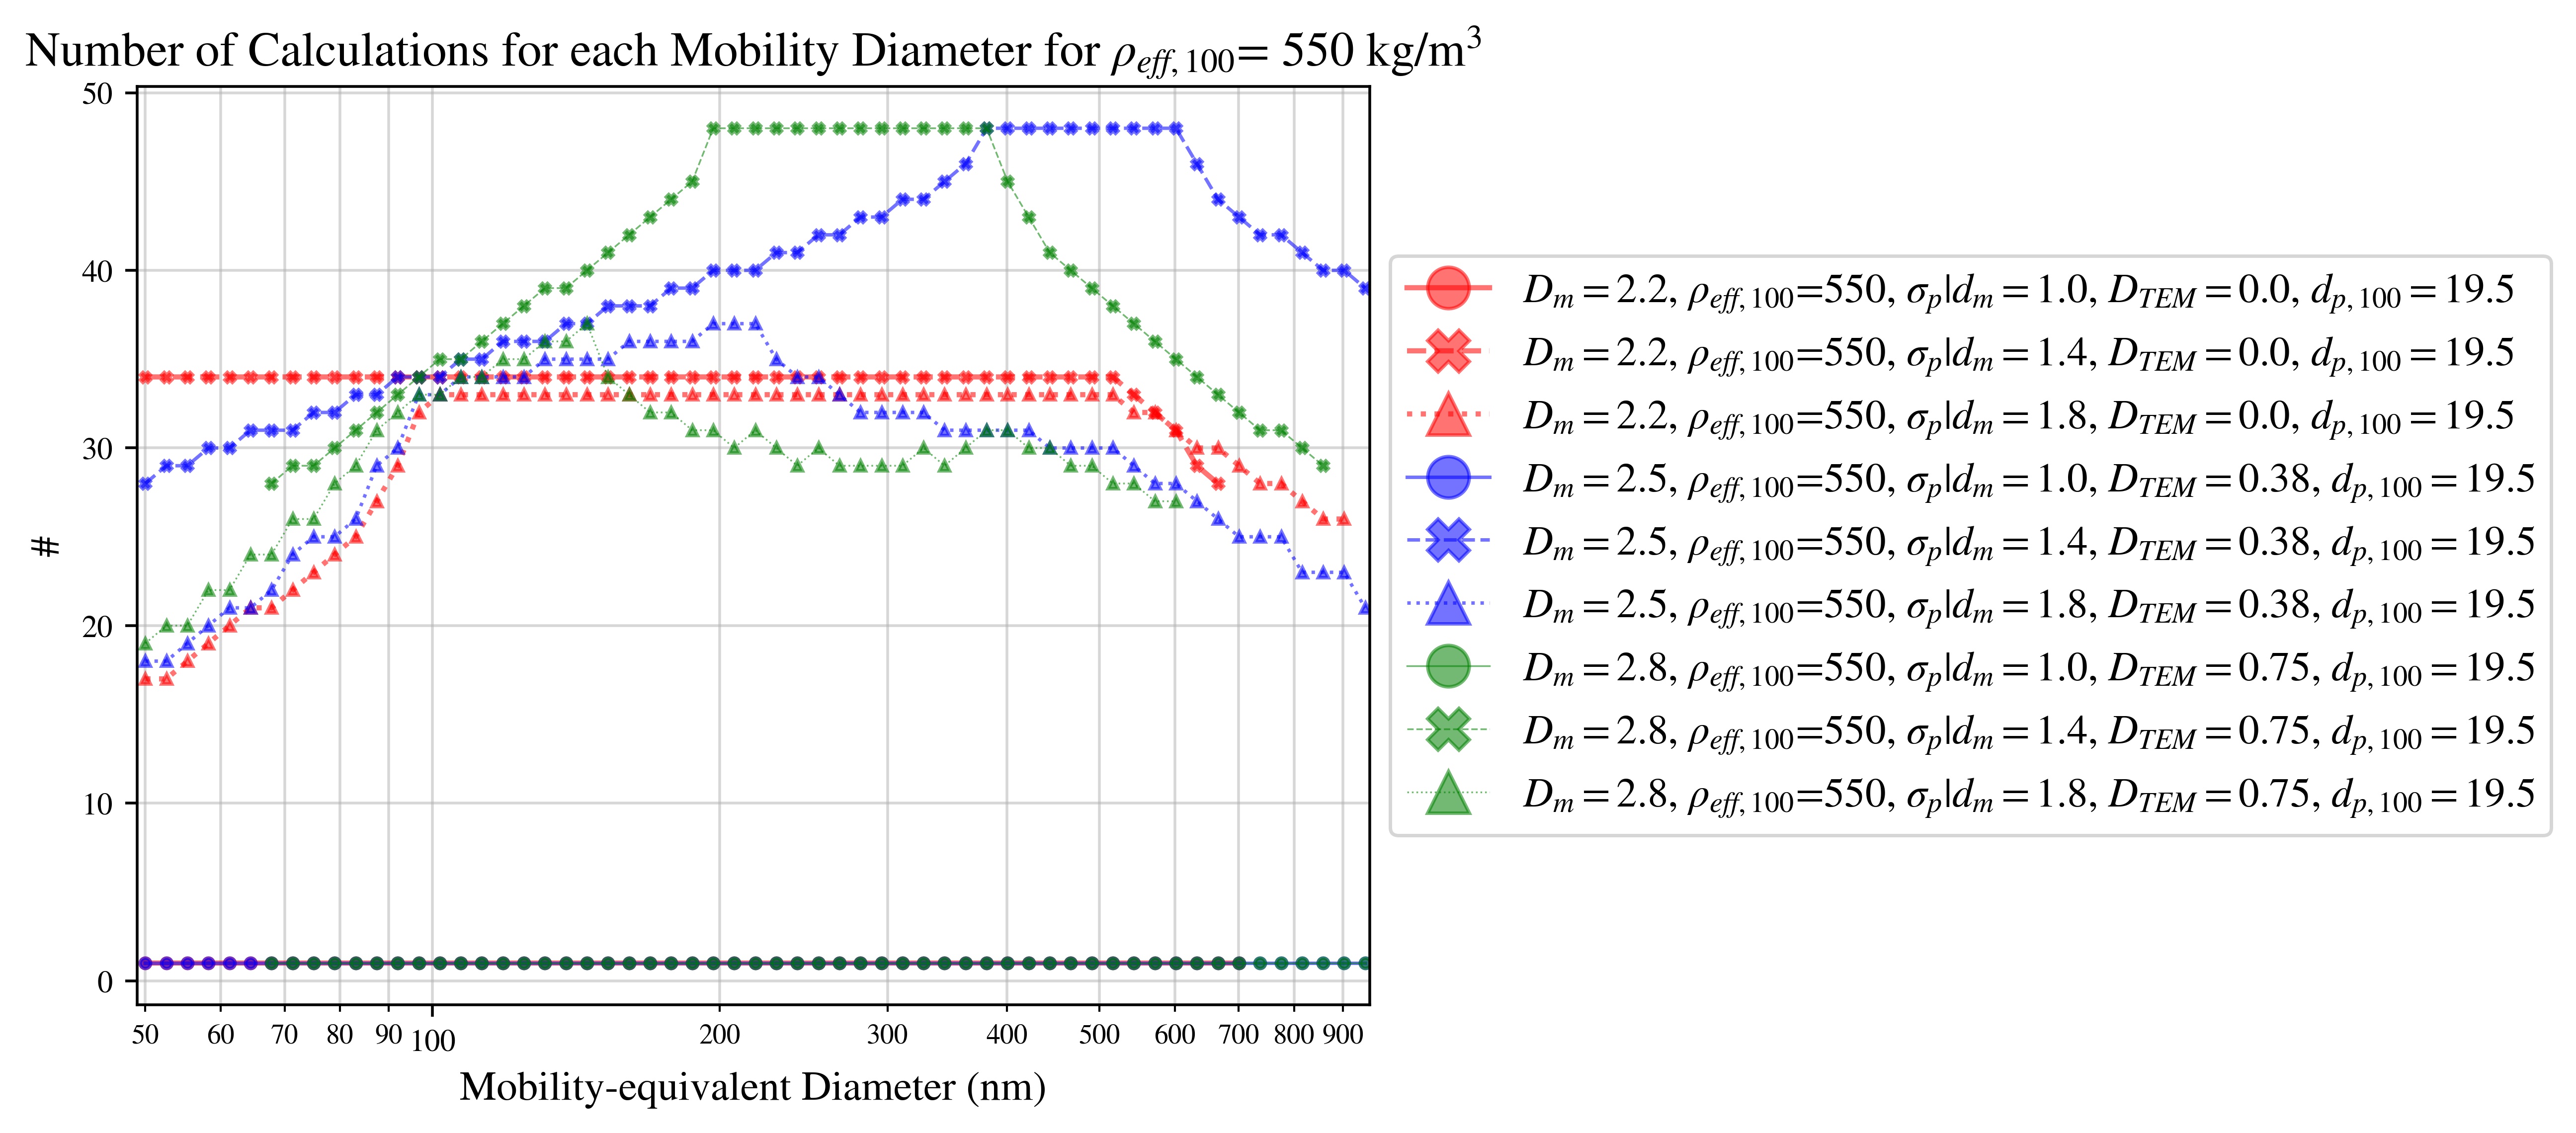 Number of Calculations for each Mobility Diameter for ρeff, 100= 550 kg/m³
50
40
30
20
10
0
#
50 60 70 80 90 100 200 300 400 500 600 700 800 900
Mobility-equivalent Diameter (nm)
Dm = 2.2, ρeff, 100=550, σp|dm = 1.0, DTEM = 0.0, dp, 100 = 19.5
Dm = 2.2, ρeff, 100=550, σp|dm = 1.4, DTEM = 0.0, dp, 100 = 19.5
Dm = 2.2, ρeff, 100=550, σp|dm = 1.8, DTEM = 0.0, dp, 100 = 19.5
Dm = 2.5, ρeff, 100=550, σp|dm = 1.0, DTEM = 0.38, dp, 100 = 19.5
Dm = 2.5, ρeff, 100=550, σp|dm = 1.4, DTEM = 0.38, dp, 100 = 19.5
Dm = 2.5, ρeff, 100=550, σp|dm = 1.8, DTEM = 0.38, dp, 100 = 19.5
Dm = 2.8, ρeff, 100=550, σp|dm = 1.0, DTEM = 0.75, dp, 100 = 19.5
Dm = 2.8, ρeff, 100=550, σp|dm = 1.4, DTEM = 0.75, dp, 100 = 19.5
Dm = 2.8, ρeff, 100=550, σp|dm = 1.8, DTEM = 0.75, dp, 100 = 19.5